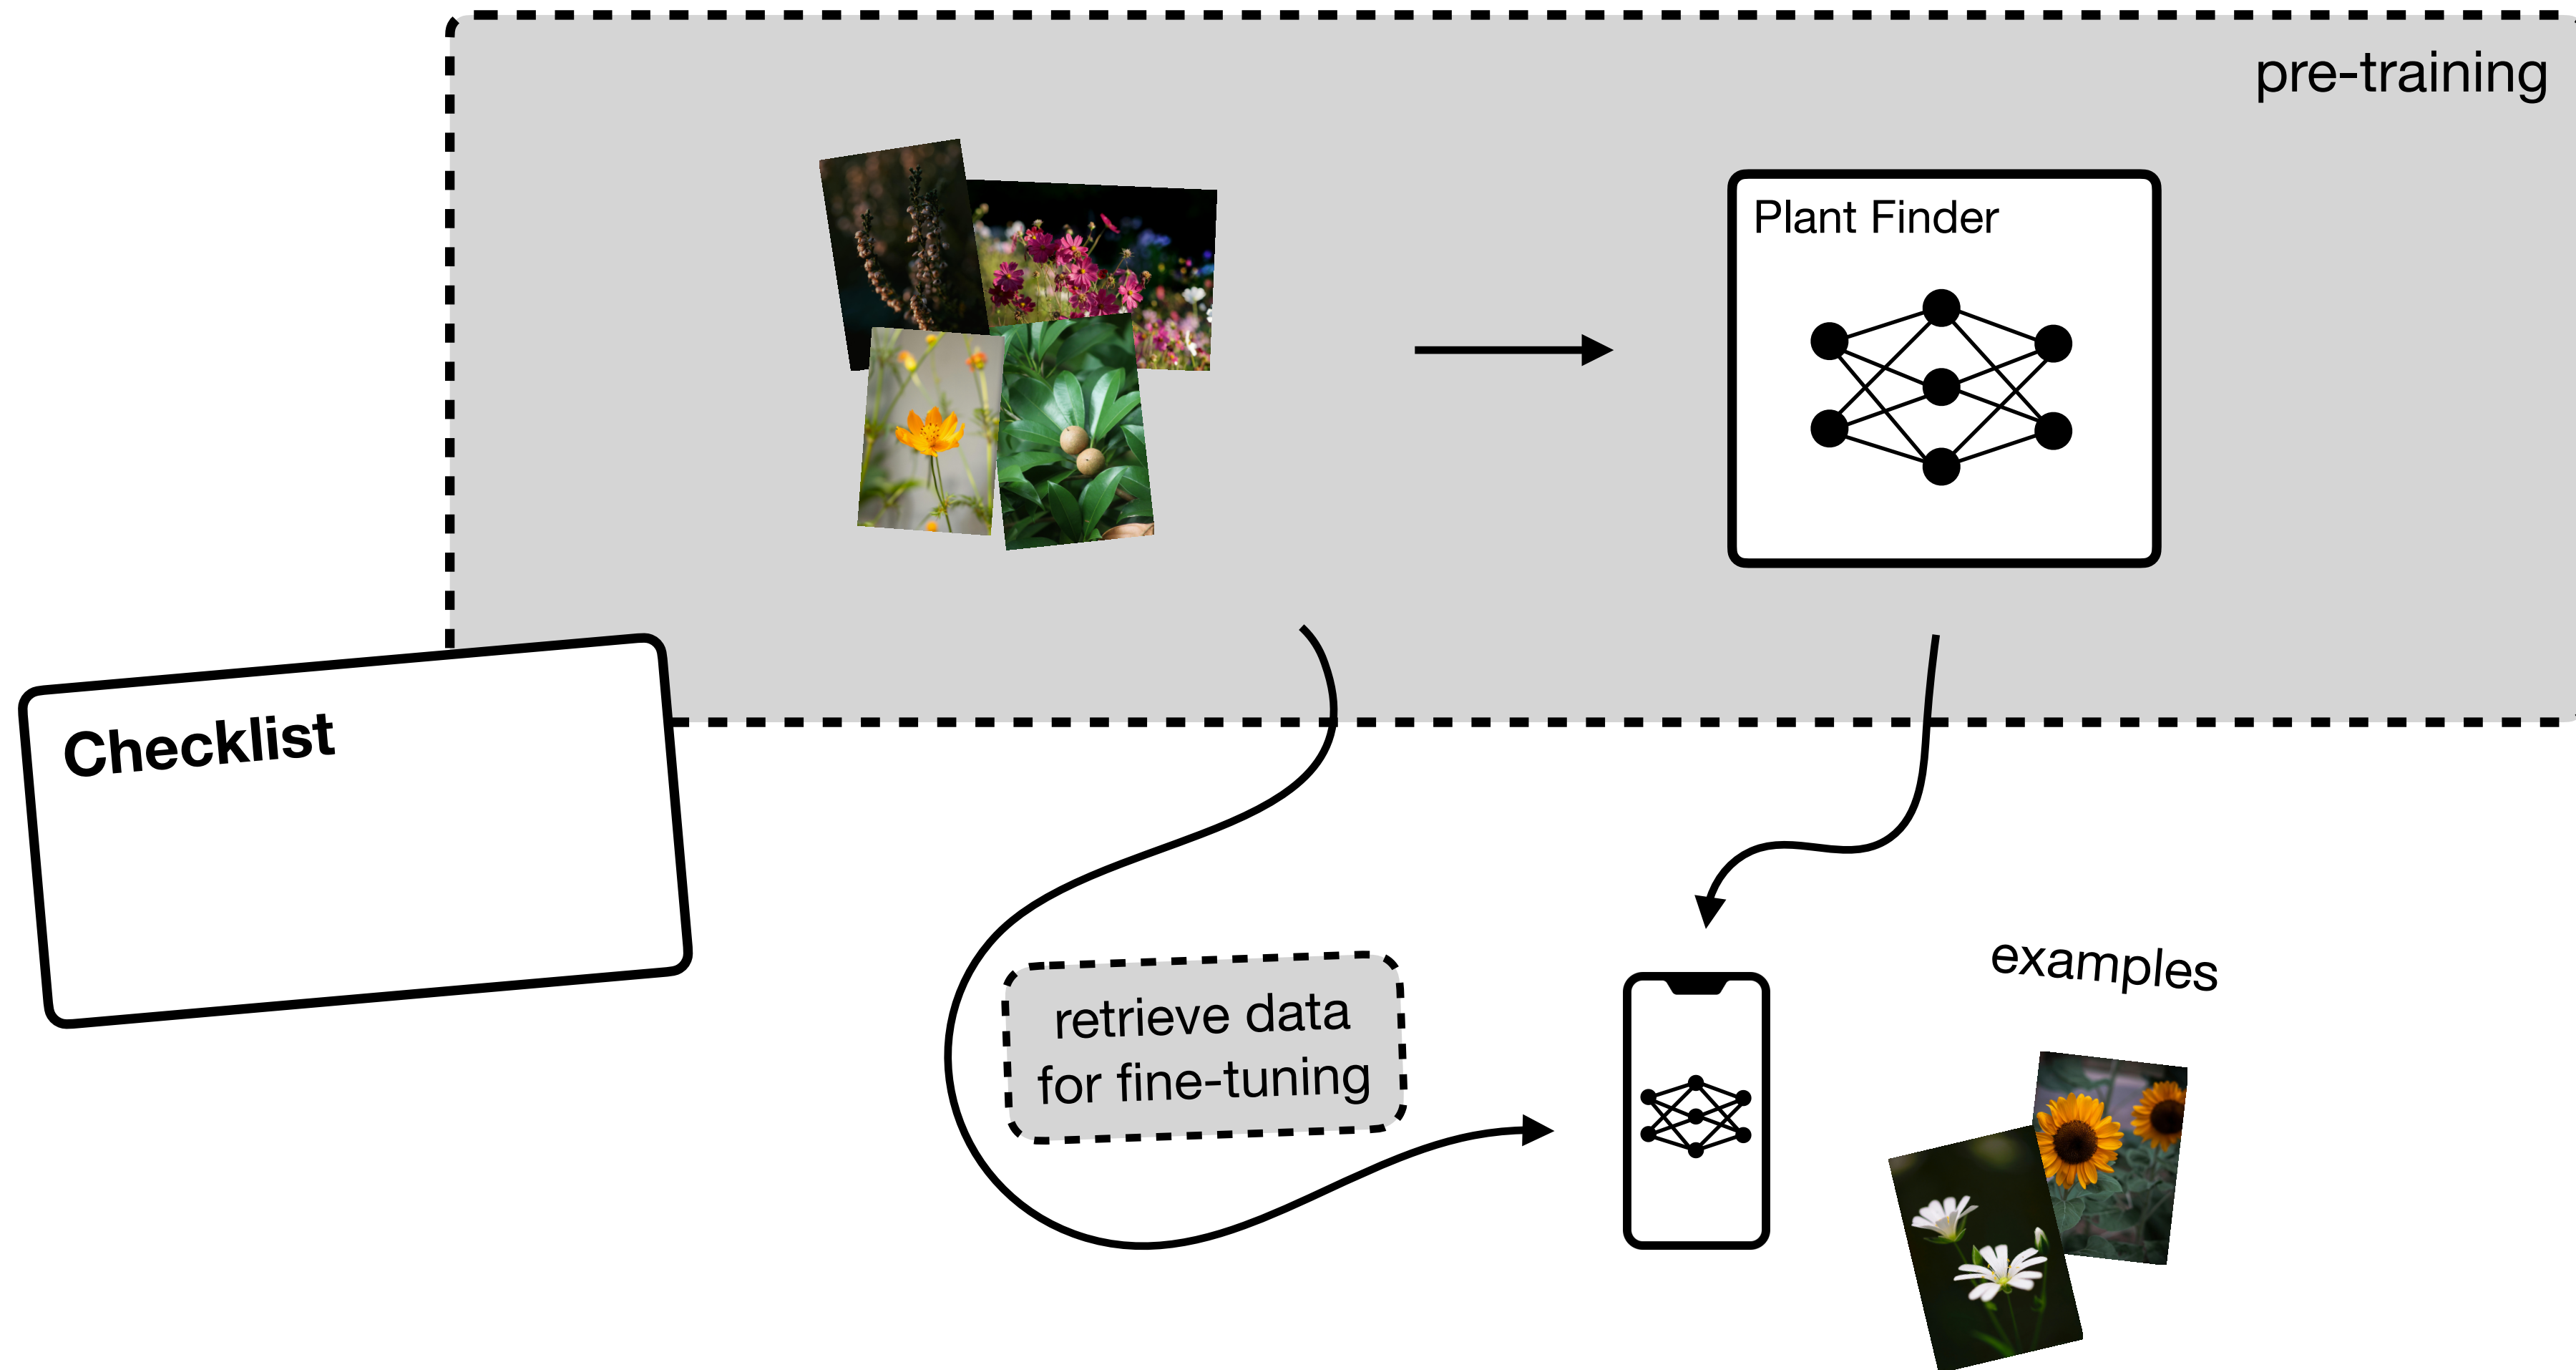 pre-training
Plant Finder
Checklist
retrieve data
for fine-tuning
examples